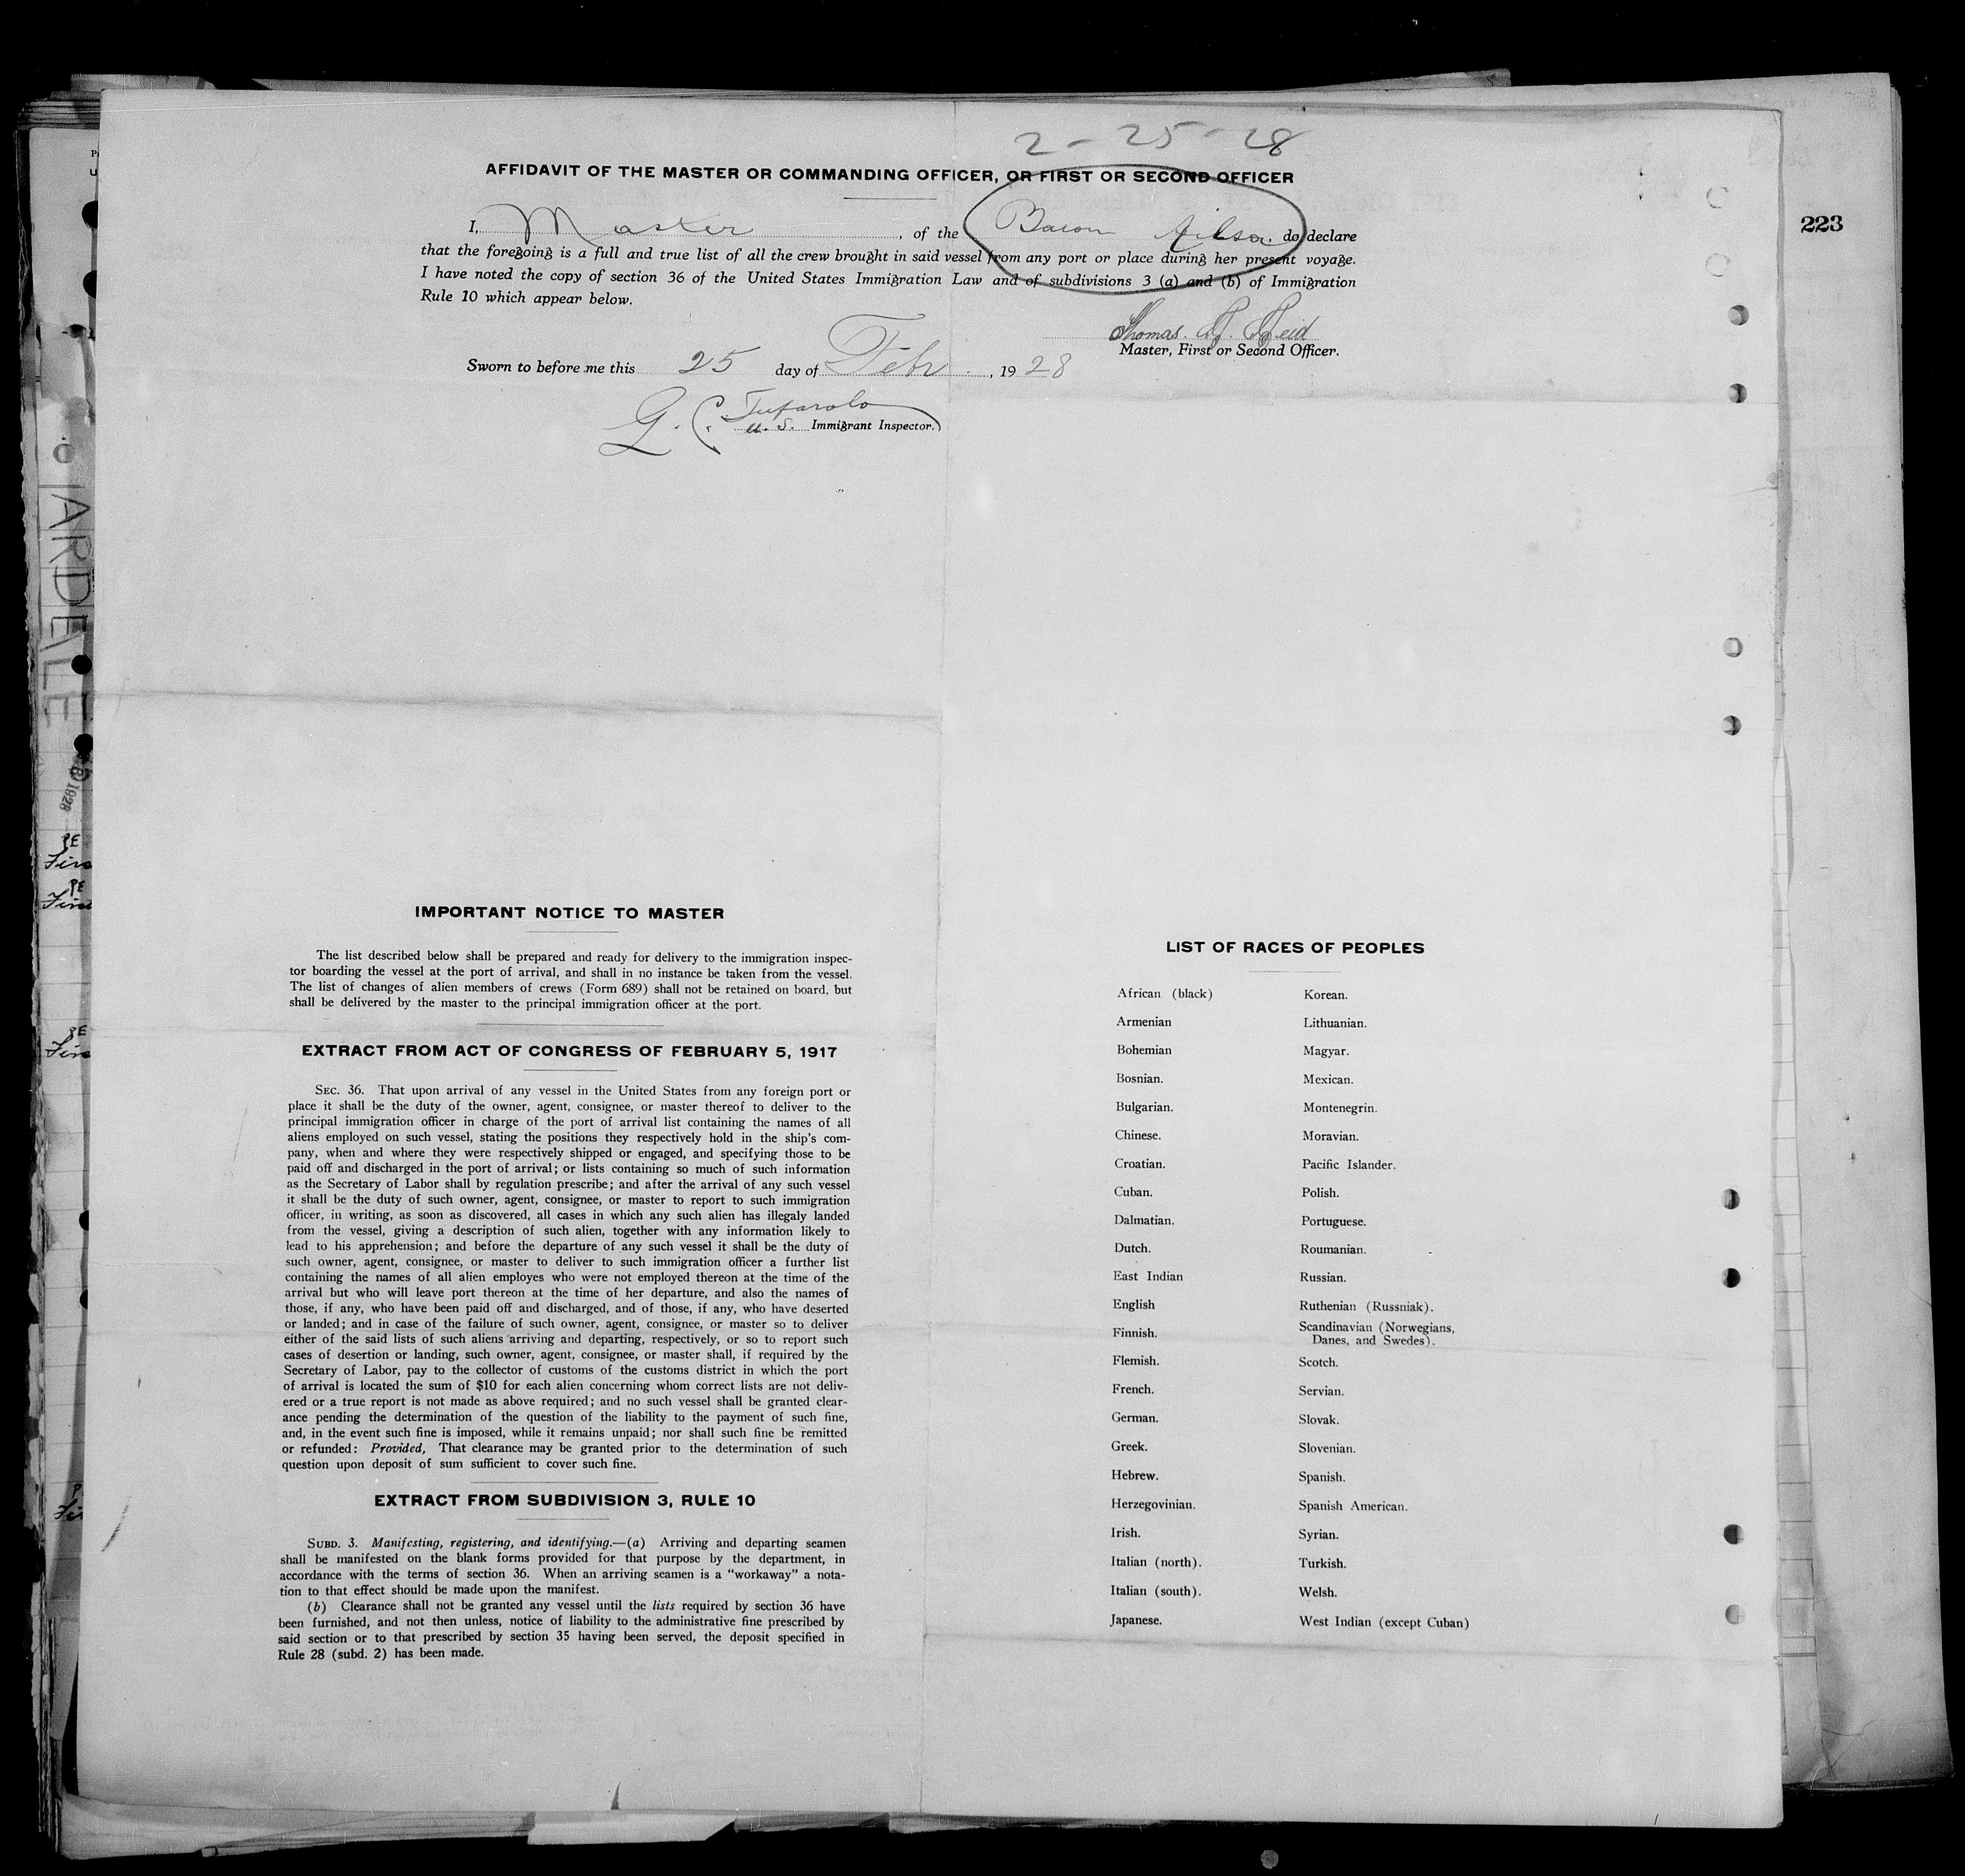 2-25-28
AFFIDAVIT OF THE MASTER OR COMMANDING OFFICER, OR FIRST OR SECOND OFFICER
I, Master, of the Baron Ailsa, do declare
that the foregoing is a full and true list of all the crew brought in said vessel from any port or place during her present voyage.
I have noted the copy of section 36 of the United States Immigration Law and of subdivisions 3 (a) and (b) of Immigration
Rule 10 which appear below.
Thomas. Reid
Master, First or Second Officer.
Sworn to before me this 25 day of Febr., 1928
G. C.
U. S. Immigrant Inspector.
223
ARDEALE
1928
PE
PE
PE
IMPORTANT NOTICE TO MASTER
The list described below shall be prepared and ready for delivery to the immigration inspec-
tor boarding the vessel at the port of arrival, and shall in no instance be taken from the vessel.
The list of changes of alien members of crews (Form 689) shall not be retained on board, but
shall be delivered by the master to the principal immigration officer at the port.
EXTRACT FROM ACT OF CONGRESS OF FEBRUARY 5, 1917
SEC. 36. That upon arrival of any vessel in the United States from any foreign port or
place it shall be the duty of the owner, agent, consignee, or master thereof to deliver to the
principal immigration officer in charge of the port of arrival list containing the names of all
aliens employed on such vessel, stating the positions they respectively hold in the ship's com-
pany, when and where they were respectively shipped or engaged, and specifying those to be
paid off and discharged in the port of arrival; or lists containing so much of such information
as the Secretary of Labor shall by regulation prescribe; and after the arrival of any such vessel
it shall be the duty of such owner, agent, consignee, or master to report to such immigration
officer, in writing, as soon as discovered, all cases in which any such alien has illegaly landed
from the vessel, giving a description of such alien, together with any information likely to
lead to his apprehension; and before the departure of any such vessel it shall be the duty of
such owner, agent, consignee, or master to deliver to such immigration officer a further list
containing the names of all alien employes who were not employed thereon at the time of the
arrival but who will leave port thereon at the time of her departure, and also the names of
those, if any, who have been paid off and discharged, and of those, if any, who have deserted
or landed; and in case of the failure of such owner, agent, consignee, or master so to deliver
either of the said lists of such aliens arriving and departing, respectively, or so to report such
cases of desertion or landing, such owner, agent, consignee, or master shall, if required by the
Secretary of Labor, pay to the collector of customs of the customs district in which the port
of arrival is located the sum of $10 for each alien concerning whom correct lists are not deliv-
ered or a true report is not made as above required; and no such vessel shall be granted clear-
ance pending the determination of the question of the liability to the payment of such fine,
and, in the event such fine is imposed, while it remains unpaid; nor shall such fine be remitted
or refunded: Provided, That clearance may be granted prior to the determination of such
question upon deposit of sum sufficient to cover such fine.
EXTRACT FROM SUBDIVISION 3, RULE 10
SUBD. 3. Manifesting, registering, and identifying.—(a) Arriving and departing seamen
shall be manifested on the blank forms provided for that purpose by the department, in
accordance with the terms of section 36. When an arriving seamen is a "workaway" a nota-
tion to that effect should be made upon the manifest.
(b) Clearance shall not be granted any vessel until the lists required by section 36 have
been furnished, and not then unless, notice of liability to the administrative fine prescribed by
said section or to that prescribed by section 35 having been served, the deposit specified in
Rule 28 (subd. 2) has been made.
LIST OF RACES OF PEOPLES
African (black) Korean.
Armenian Lithuanian.
Bohemian Magyar.
Bosnian. Mexican.
Bulgarian. Montenegrin.
Chinese. Moravian.
Croatian. Pacific Islander.
Cuban. Polish.
Dalmatian. Portuguese.
Dutch. Roumanian.
East Indian Russian.
English Ruthenian (Russniak).
Finnish. Scandinavian (Norwegians,
Danes, and Swedes).
Flemish. Scotch.
French. Servian.
German. Slovak.
Greek. Slovenian.
Hebrew. Spanish.
Herzegovinian. Spanish American.
Irish. Syrian.
Italian (north). Turkish.
Italian (south). Welsh.
Japanese. West Indian (except Cuban)